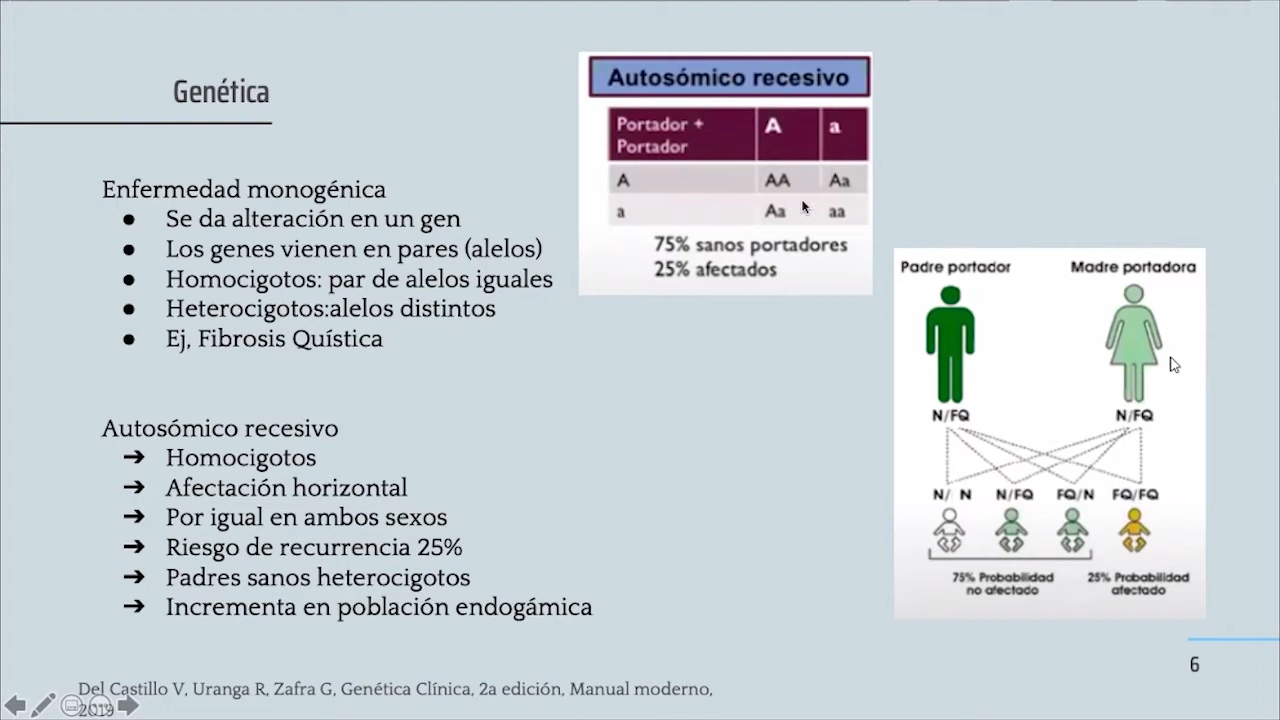 Genética
Enfermedad monogénica
● Se da alteración en un gen
● Los genes vienen en pares (alelos)
● Homocigotos: par de alelos iguales
● Heterocigotos:alelos distintos
● Ej, Fibrosis Quística
Autosómico recesivo
➔ Homocigotos
➔ Afectación horizontal
➔ Por igual en ambos sexos
➔ Riesgo de recurrencia 25%
➔ Padres sanos heterocigotos
➔ Incrementa en población endogámica
Autosómico recesivo
Portador + A a
Portador
A AA Aa
a Aa aa
75% sanos portadores
25% afectados
Padre portador Madre portadora
N/FQ N/FQ
N/ N N/FQ FQ/N FQ/FQ
75% Probabilidad 25% Probabilidad
no afectado afectado
6
Del Castillo V, Uranga R, Zafra G, Genética Clínica, 2a edición, Manual moderno,
2019